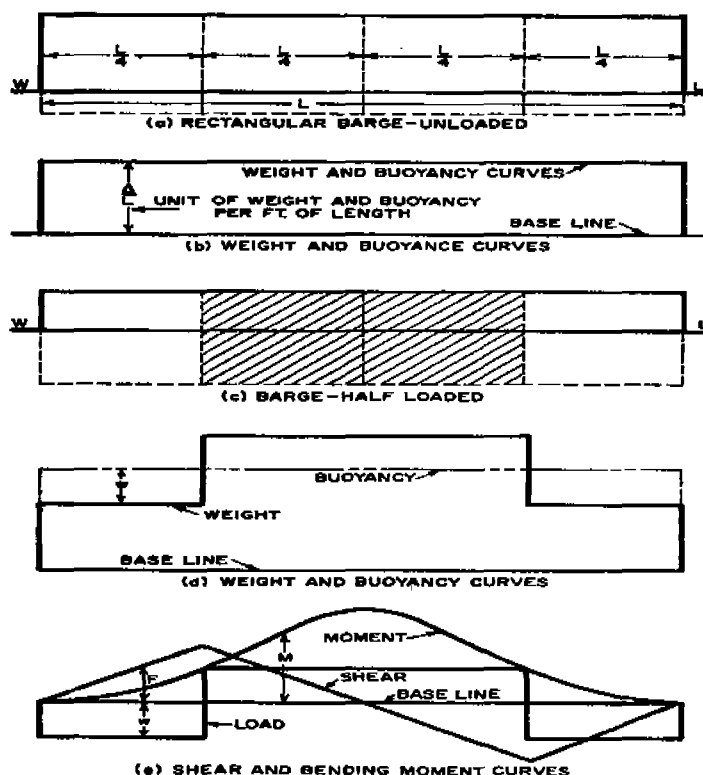 L/4 L/4 L/4 L/4
W L
L
(a) RECTANGULAR BARGE-UNLOADED
WEIGHT AND BUOYANCY CURVES
Δ/L UNIT OF WEIGHT AND BUOYANCY
PER FT. OF LENGTH
BASE LINE
(b) WEIGHT AND BUOYANCE CURVES
W L
(c) BARGE-HALF LOADED
BUOYANCY
WEIGHT
BASE LINE
(d) WEIGHT AND BUOYANCY CURVES
MOMENT
M
SHEAR
F
BASE LINE
LOAD
(e) SHEAR AND BENDING MOMENT CURVES